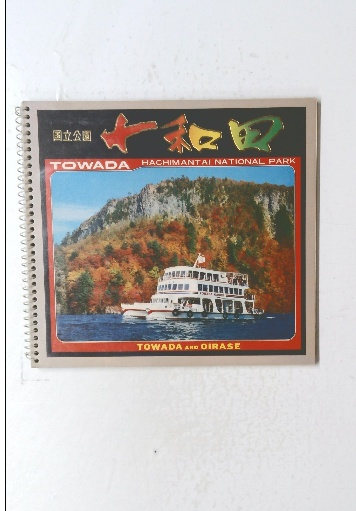 国立公園 十和田
TOWADA HACHIMANTAI NATIONAL PARK
TOWADA AND OIRASE